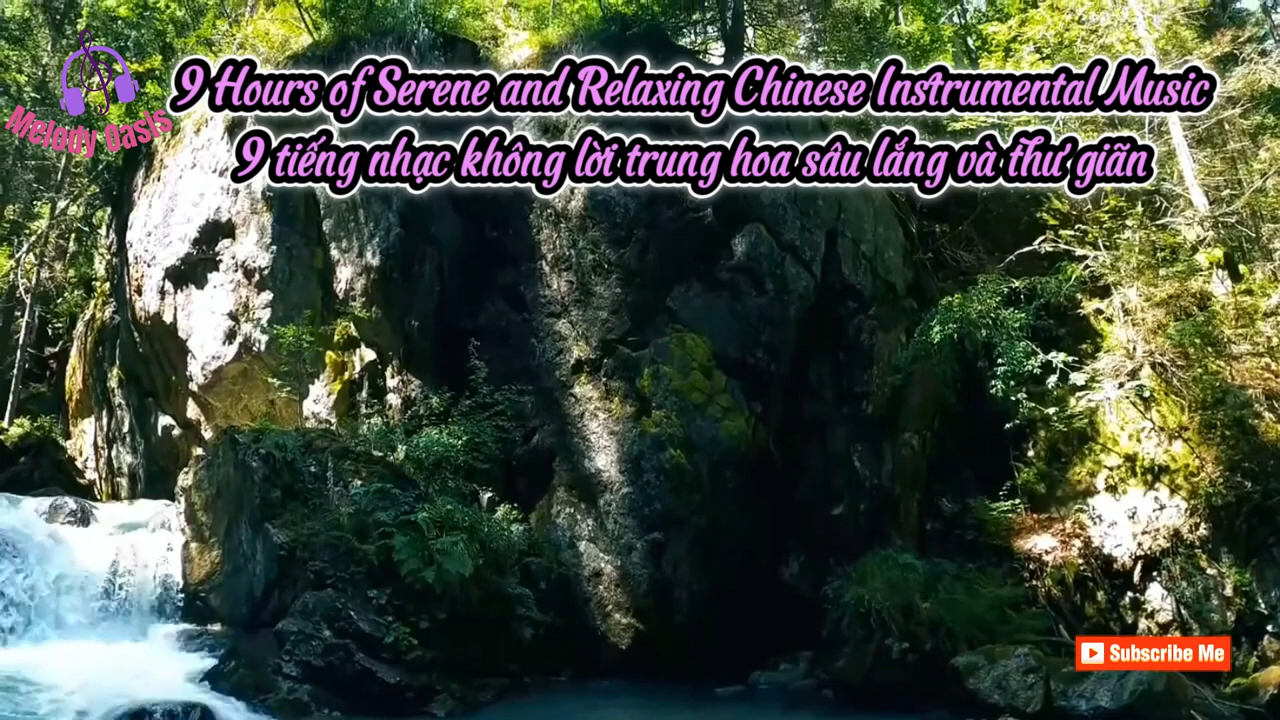 Melody Oasis
9 Hours of Serene and Relaxing Chinese Instrumental Music
9 tiếng nhạc không lời trung hoa sâu lắng và thư giãn
Subscribe Me